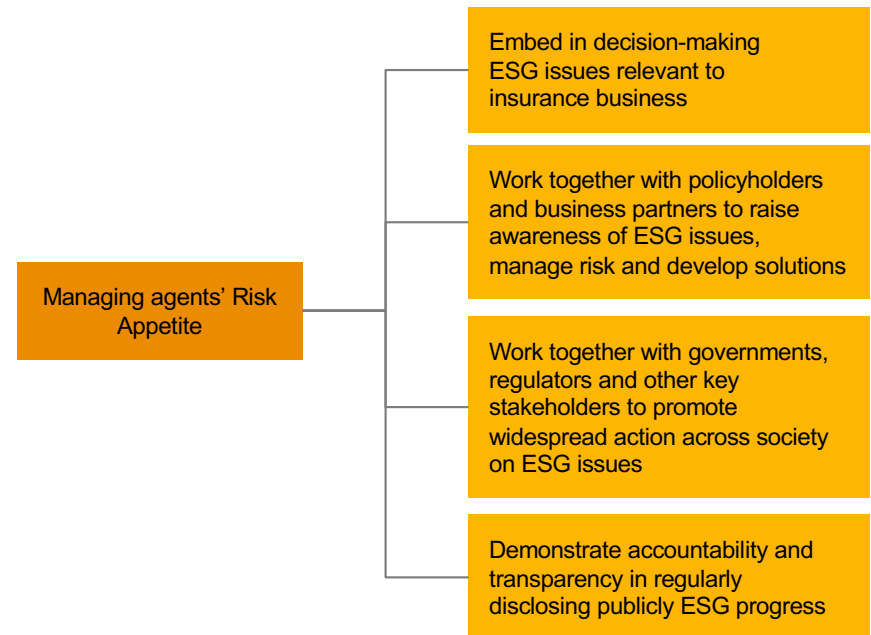 Embed in decision-making
ESG issues relevant to
insurance business
Work together with policyholders
and business partners to raise
awareness of ESG issues,
manage risk and develop solutions
Managing agents’ Risk
Appetite
Work together with governments,
regulators and other key
stakeholders to promote
widespread action across society
on ESG issues
Demonstrate accountability and
transparency in regularly
disclosing publicly ESG progress